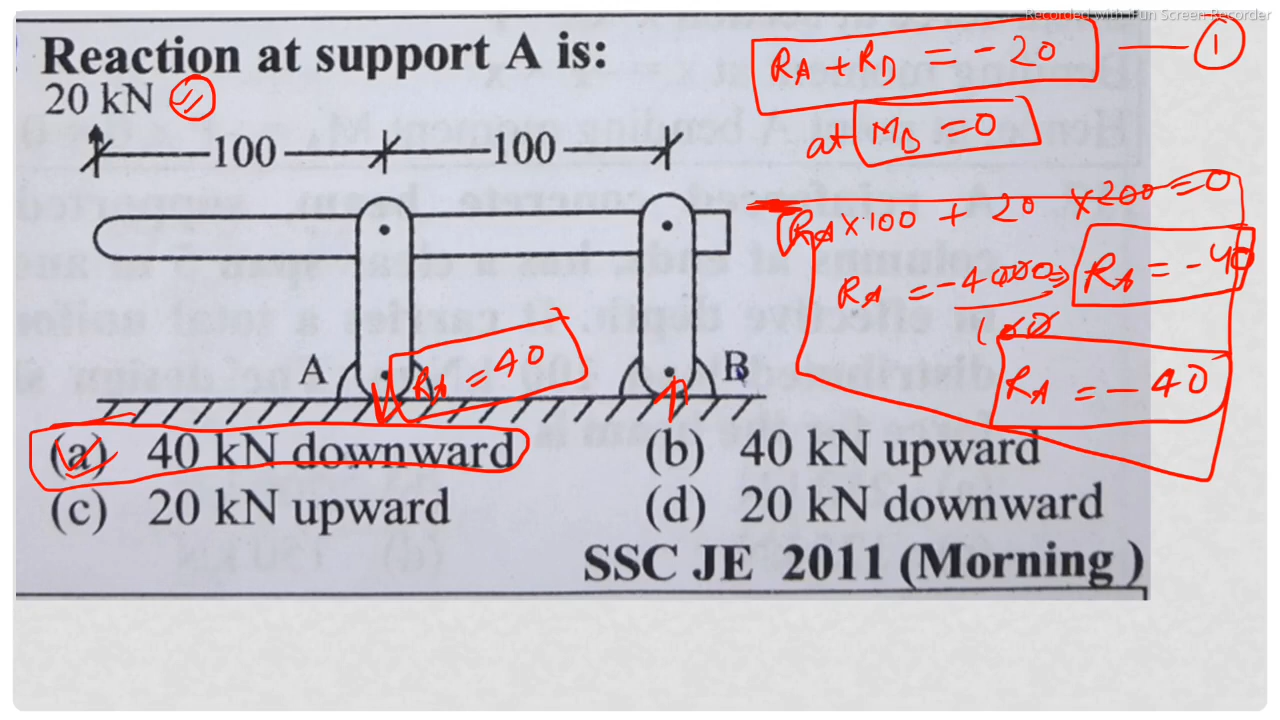 Recorded with iFun Screen Recorder
Reaction at support A is:
20 kN
100 100
A B
(a) 40 kN downward (b) 40 kN upward
(c) 20 kN upward (d) 20 kN downward
SSC JE 2011 (Morning )
RA + RD = - 20 1
at MD = 0
RA × 100 + 20 × 200 = 0
RA = - 4000
100
⇒ RA = - 40
RA = - 40
RA = 40